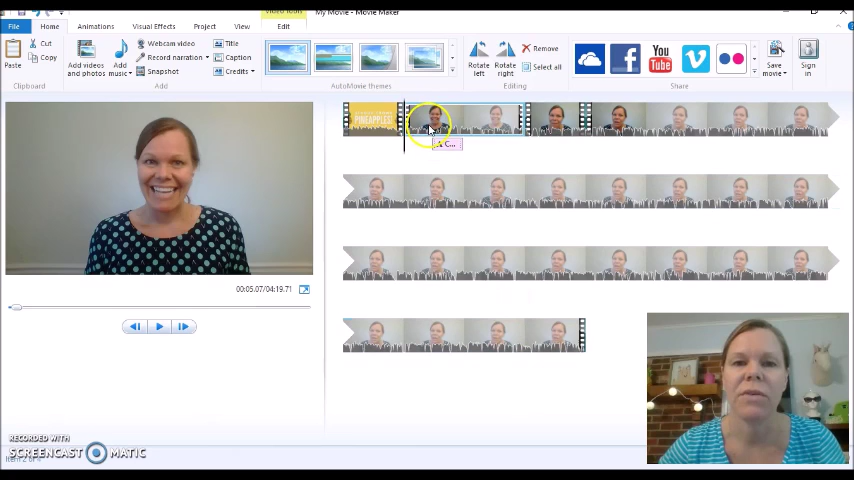 My Movie - Movie Maker
File
Home
Animations
Visual Effects
Project
View
Edit
Paste
Cut
Copy
Clipboard
Add videos
and photos
Add
music
Webcam video
Record narration
Snapshot
Title
Caption
Credits
Add
AutoMovie themes
Rotate
left
Rotate
right
Remove
Select all
Editing
You
Tube
Share
Save
movie
Sign
in
PINEAPPLES!
A C...
00:05.07/04:19.71
RECORDED WITH
SCREENCAST MATIC